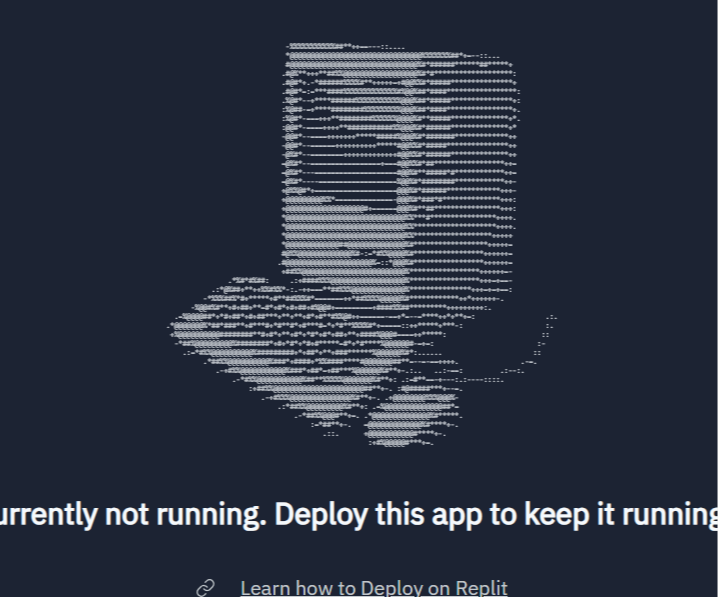 urrently not running. Deploy this app to keep it running
Learn how to Deploy on Replit